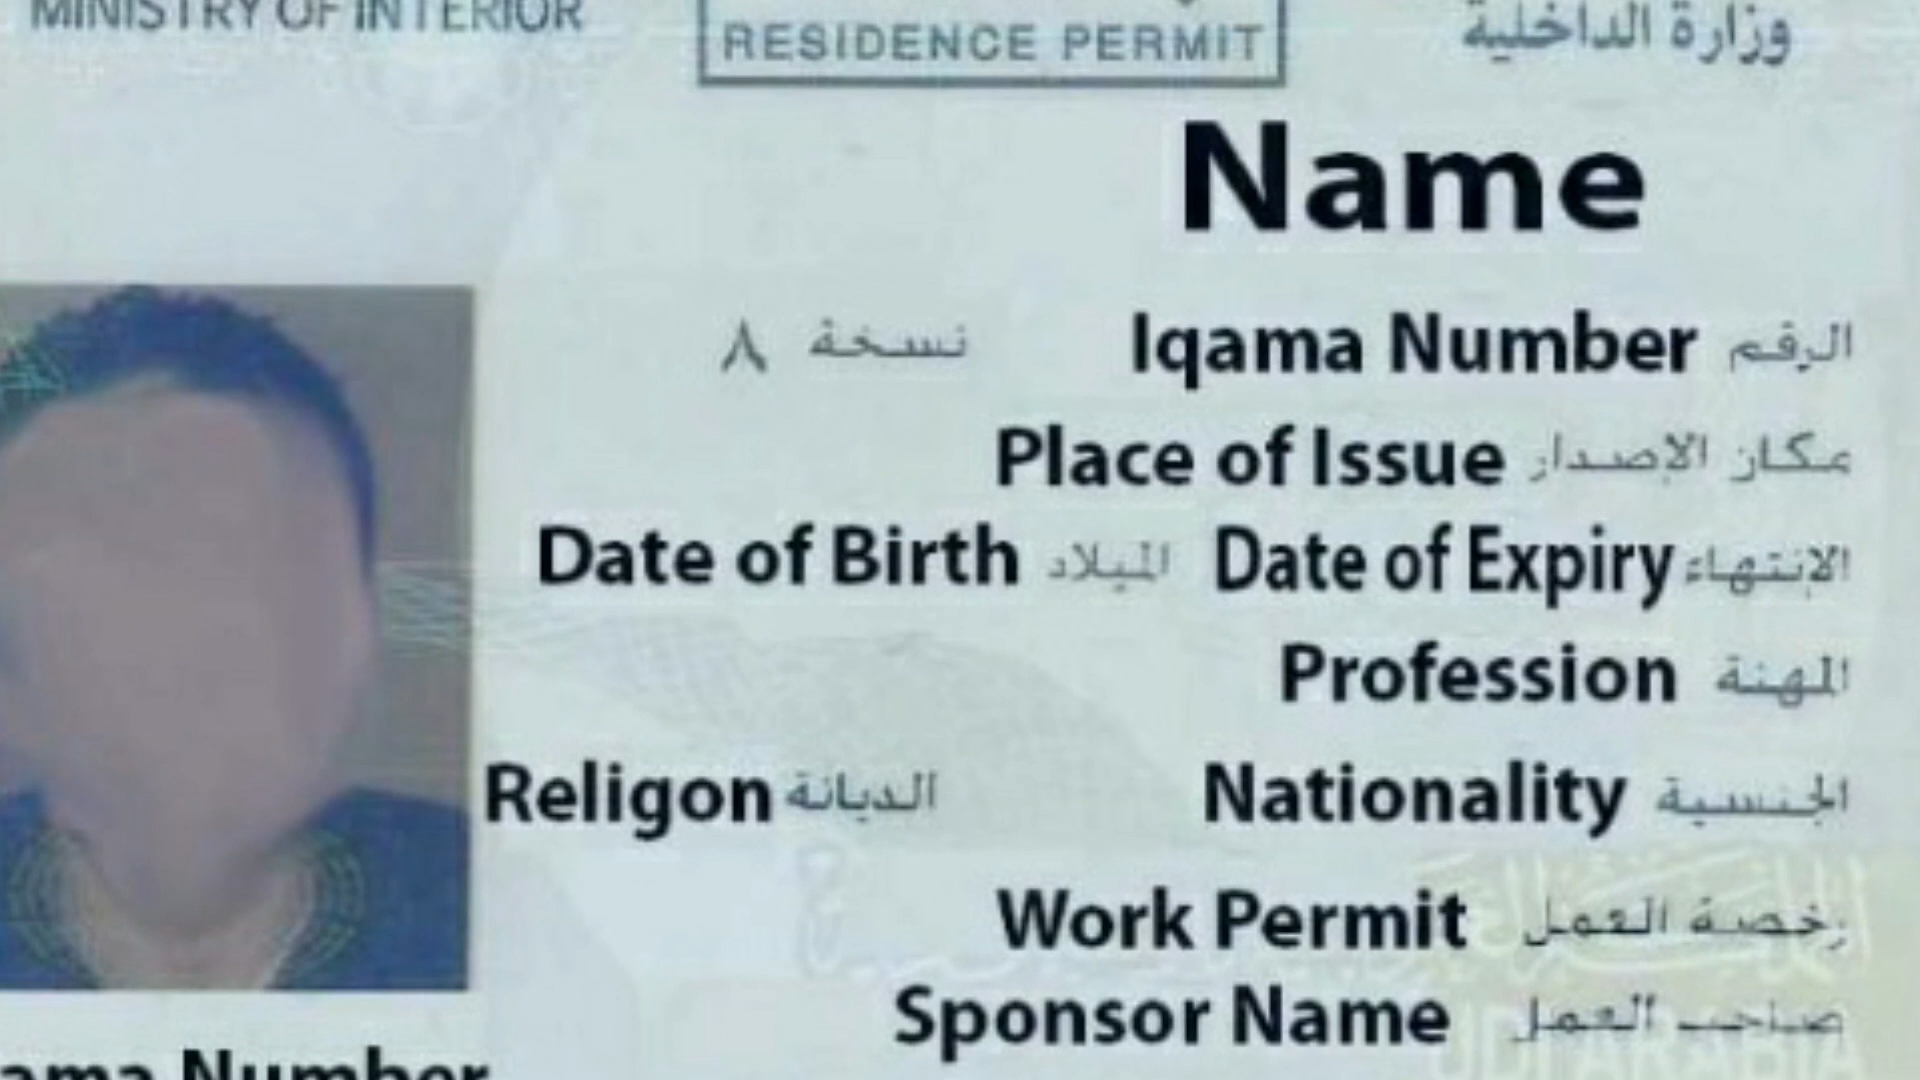 MINISTRY OF INTERIOR RESIDENCE PERMIT وزارة الداخلية
Name
الرقم Iqama Number نسخة ٨
مكان الإصدار Place of Issue
الانتهاء Date of Expiry الميلاد Date of Birth
المهنة Profession
الجنسية Nationality الديانة Religon
رخصة العمل Work Permit
صاحب العمل Sponsor Name
Number